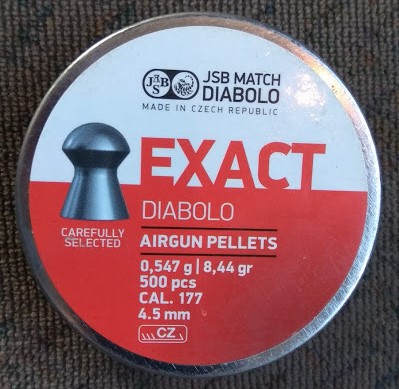 JSB
JSB MATCH
DIABOLO
MADE IN CZECH REPUBLIC
EXACT
DIABOLO
CAREFULLY
SELECTED
AIRGUN PELLETS
0,547 g | 8,44 gr
500 pcs
CAL. 177
4.5 mm
CZ